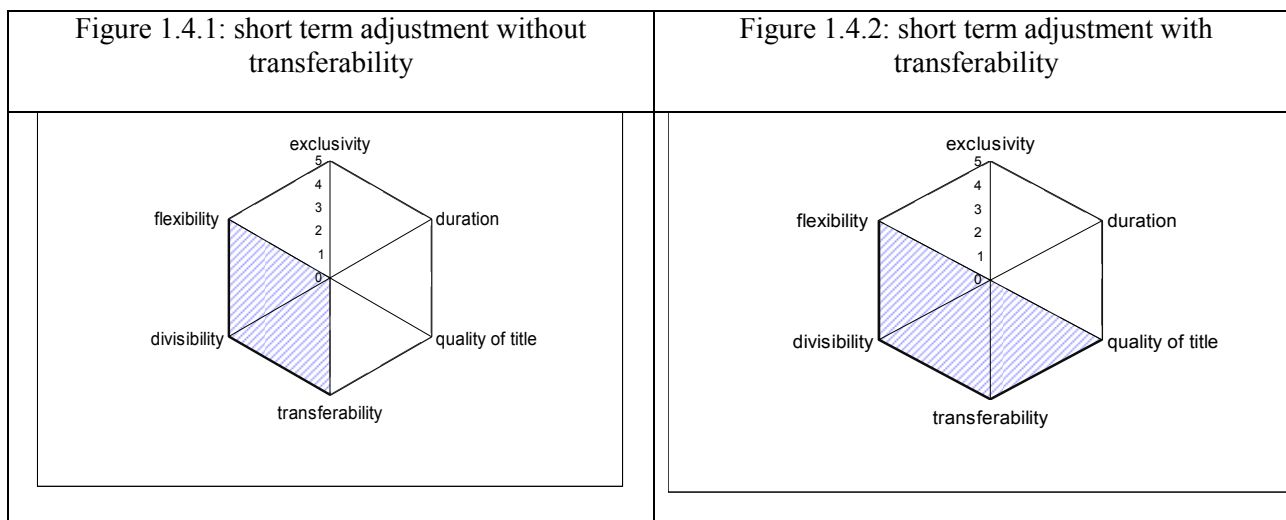 Figure 1.4.1: short term adjustment without
transferability
Figure 1.4.2: short term adjustment with
transferability
exclusivity
5
4
3
2
1
0
flexibility
duration
divisibility
quality of title
transferability
exclusivity
5
4
3
2
1
0
flexibility
duration
divisibility
quality of title
transferability